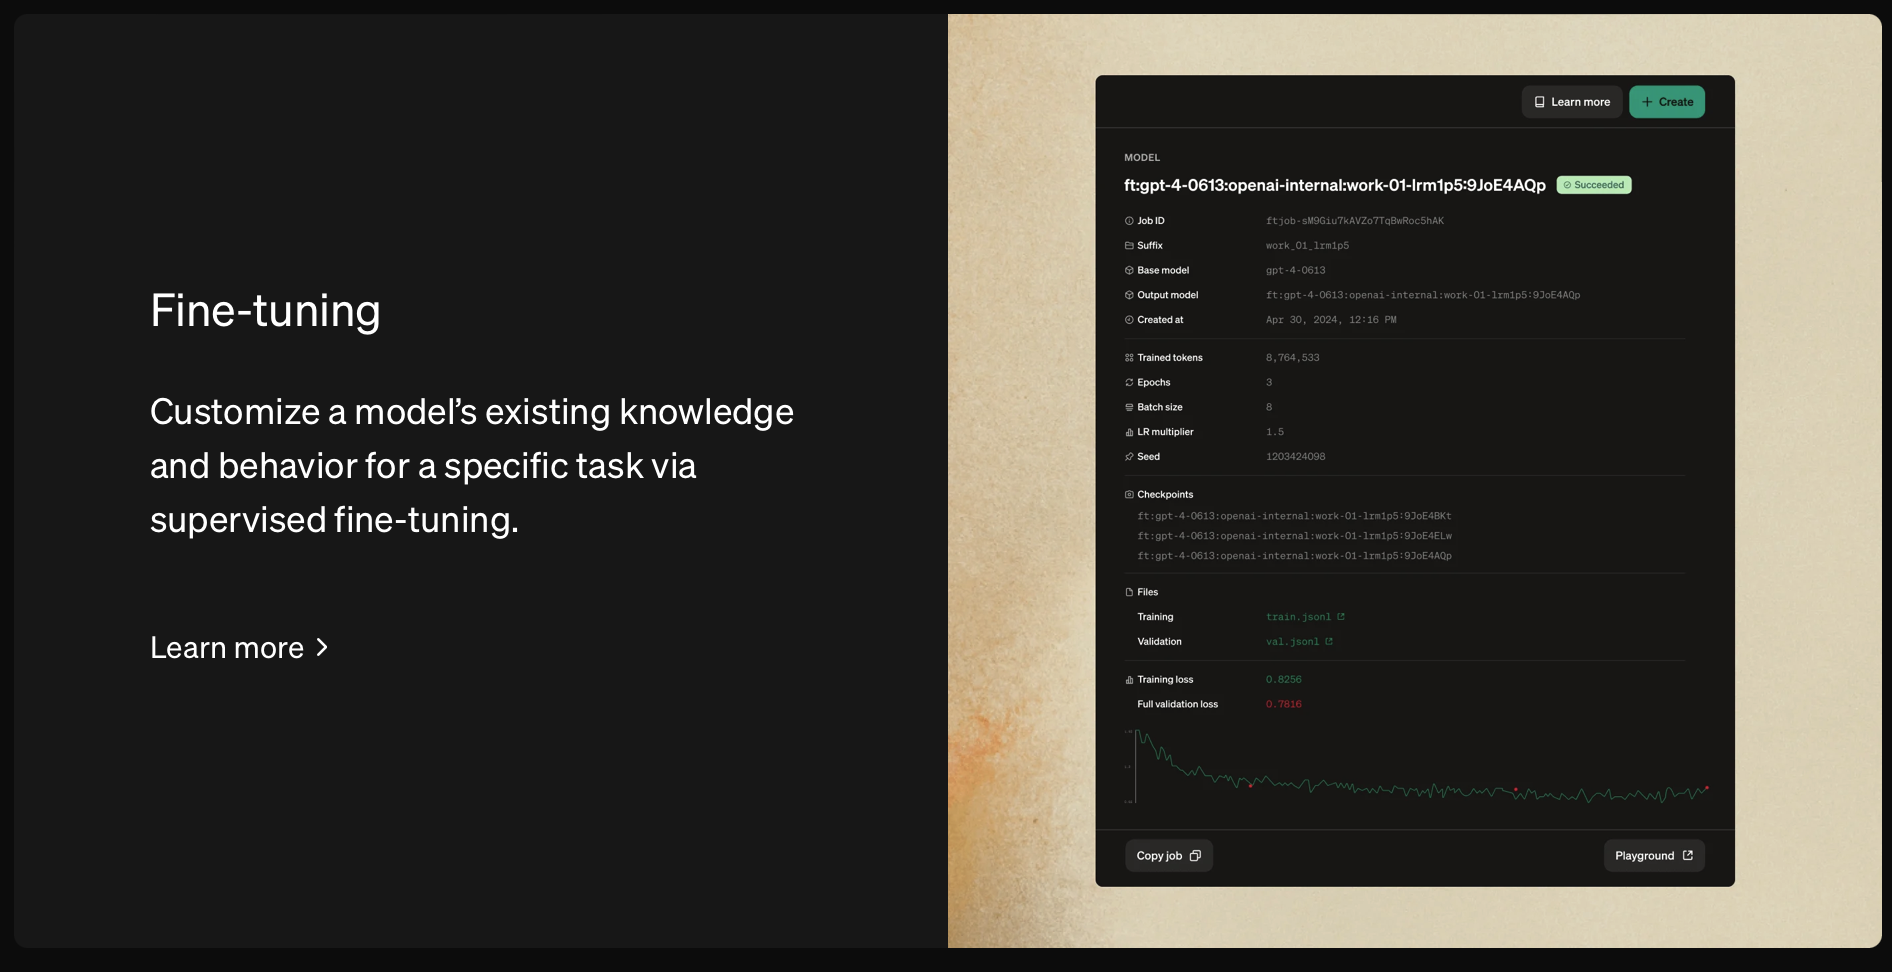 Fine-tuning
Customize a model’s existing knowledge
and behavior for a specific task via
supervised fine-tuning.
Learn more
Learn more
Create
MODEL
ft:gpt-4-0613:openai-internal:work-01-lrm1p5:9JoE4AQp Succeeded
Job ID ftjob-sM9Giu7kAVZo7TqBwRoc5hAK
Suffix work_01_lrm1p5
Base model gpt-4-0613
Output model ft:gpt-4-0613:openai-internal:work-01-lrm1p5:9JoE4AQp
Created at Apr 30, 2024, 12:16 PM
Trained tokens 8,764,533
Epochs 3
Batch size 8
LR multiplier 1.5
Seed 1203424098
Checkpoints
ft:gpt-4-0613:openai-internal:work-01-lrm1p5:9JoE4BKt
ft:gpt-4-0613:openai-internal:work-01-lrm1p5:9JoE4ELw
ft:gpt-4-0613:openai-internal:work-01-lrm1p5:9JoE4AQp
Files
Training train.jsonl
Validation val.jsonl
Training loss 0.8256
Full validation loss 0.7816
Copy job
Playground